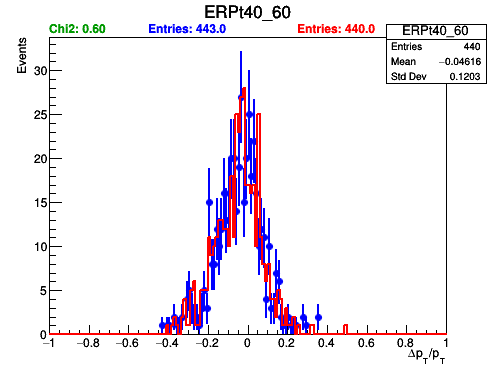 ERPt40_60
Chi2: 0.60 Entries: 443.0 Entries: 440.0
ERPt40_60
Entries 440
Mean −0.04616
Std Dev 0.1203
Events
30
25
20
15
10
5
0
−1 −0.8 −0.6 −0.4 −0.2 0 0.2 0.4 0.6 0.8 1
Δp_T/p_T